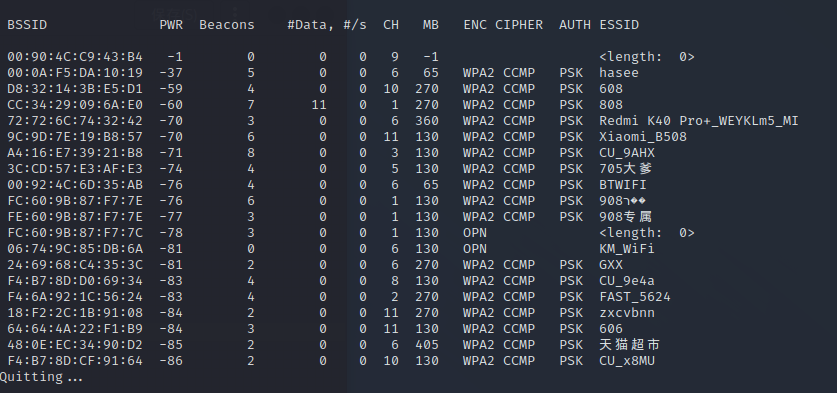 BSSID PWR Beacons #Data, #/s CH MB ENC CIPHER AUTH ESSID
00:90:4C:C9:43:B4 -1 0 0 0 9 -1 <length: 0>
00:0A:F5:DA:10:19 -37 5 0 0 6 65 WPA2 CCMP PSK hasee
D8:32:14:3B:E5:D1 -59 4 0 0 10 270 WPA2 CCMP PSK 608
CC:34:29:09:6A:E0 -60 7 11 0 1 270 WPA2 CCMP PSK 808
72:72:6C:74:32:42 -70 3 0 0 6 360 WPA2 CCMP PSK Redmi K40 Pro+_WEYKLm5_MI
9C:9D:7E:19:B8:57 -70 6 0 0 11 130 WPA2 CCMP PSK Xiaomi_B508
A4:16:E7:39:21:B8 -71 8 0 0 3 130 WPA2 CCMP PSK CU_9AHX
3C:CD:57:E3:AF:E3 -74 4 0 0 5 130 WPA2 CCMP PSK 705大爹
00:92:4C:6D:35:AB -76 4 0 0 6 65 WPA2 CCMP PSK BTWIFI
FC:60:9B:87:F7:7E -76 6 0 0 1 130 WPA2 CCMP PSK 908ר��
FE:60:9B:87:F7:7E -77 3 0 0 1 130 WPA2 CCMP PSK 908专属
FC:60:9B:87:F7:7C -78 3 0 0 1 130 OPN <length: 0>
06:74:9C:85:DB:6A -81 0 0 0 6 130 OPN KM_WiFi
24:69:68:C4:35:3C -81 2 0 0 6 270 WPA2 CCMP PSK GXX
F4:B7:8D:D0:69:34 -83 4 0 0 8 130 WPA2 CCMP PSK CU_9e4a
F4:6A:92:1C:56:24 -83 4 0 0 2 270 WPA2 CCMP PSK FAST_5624
18:F2:2C:1B:91:08 -84 2 0 0 11 270 WPA2 CCMP PSK zxcvbnn
64:64:4A:22:F1:B9 -84 3 0 0 11 130 WPA2 CCMP PSK 606
48:0E:EC:34:90:D2 -85 2 0 0 6 405 WPA2 CCMP PSK 天猫超市
F4:B7:8D:CF:91:64 -86 2 0 0 10 130 WPA2 CCMP PSK CU_x8MU
Quitting...